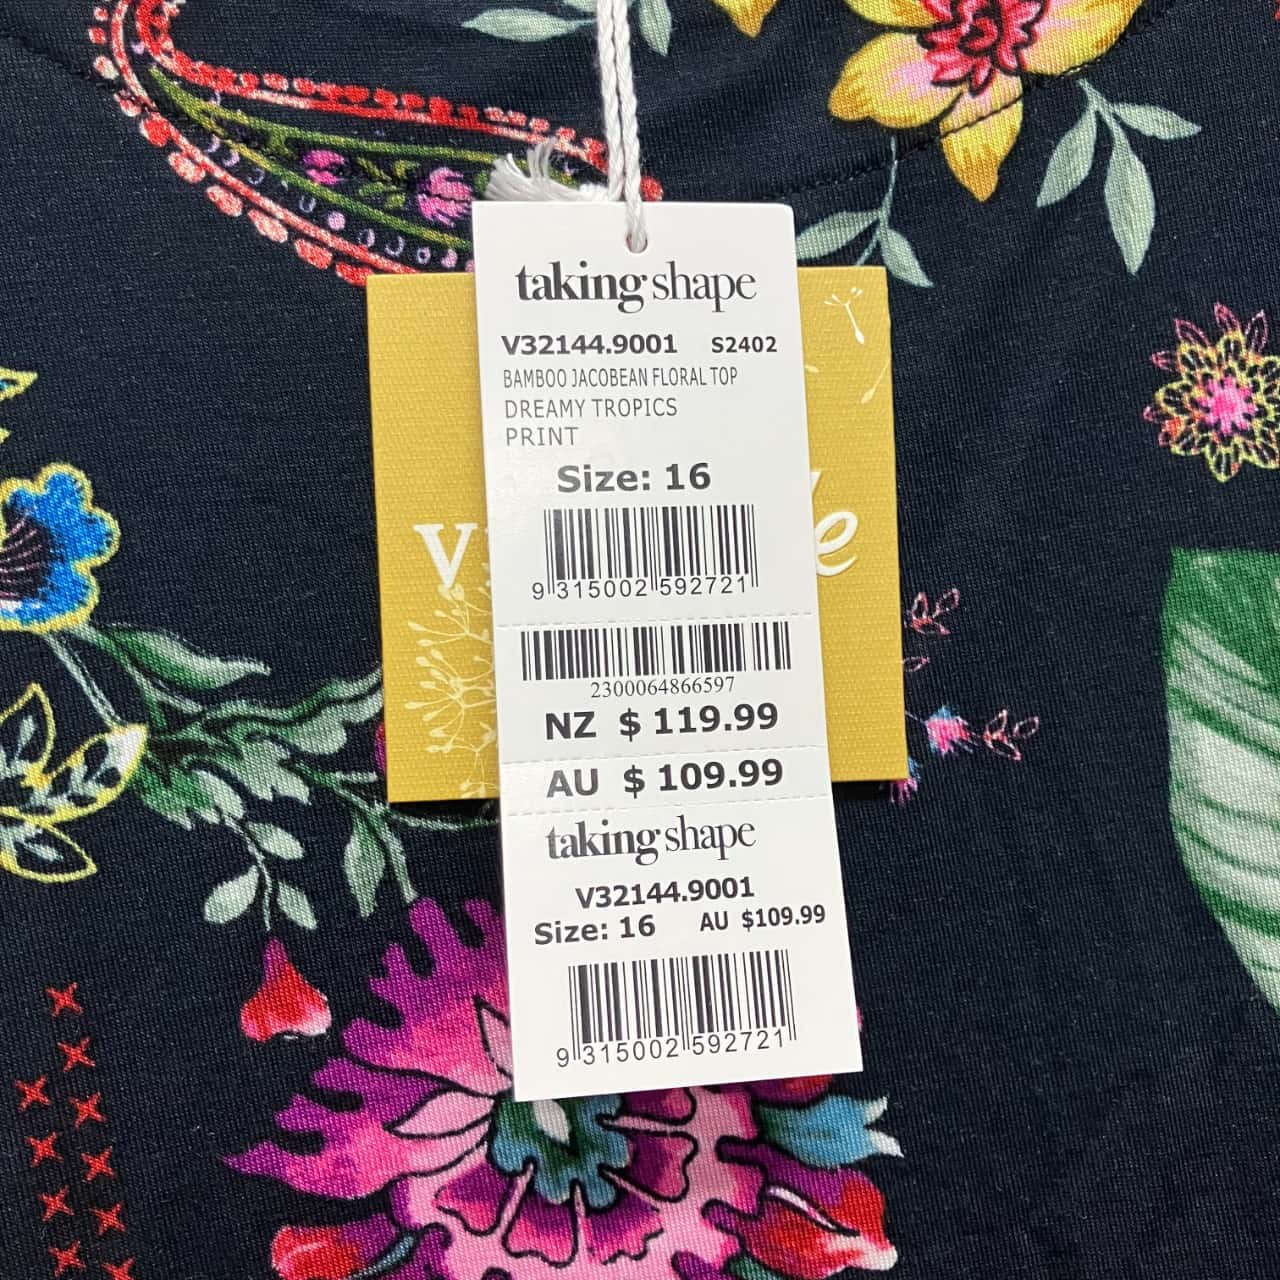 taking shape
V32144.9001 S2402
BAMBOO JACOBEAN FLORAL TOP
DREAMY TROPICS
PRINT
Size: 16
9 315002 592721
2300064866597
NZ $ 119.99
AU $ 109.99
taking shape
V32144.9001
Size: 16 AU $109.99
9 315002 592721